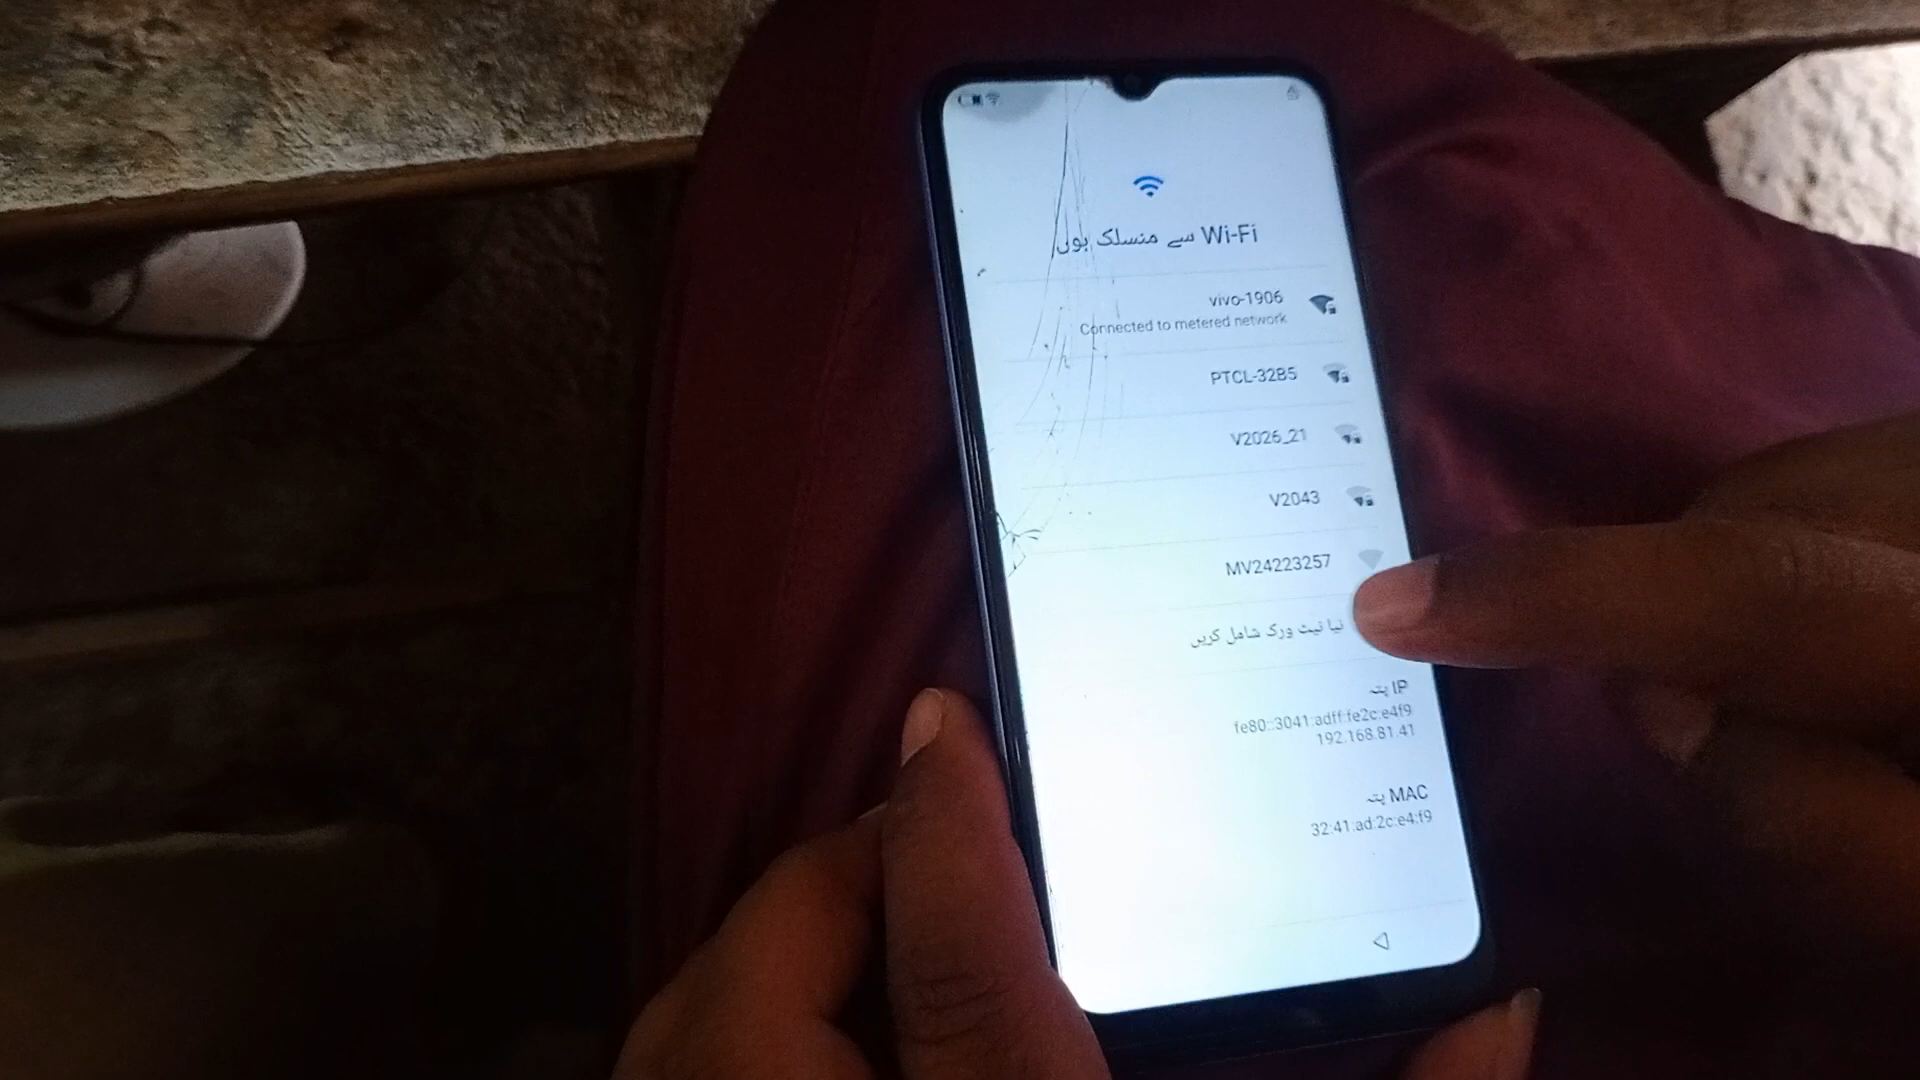 Wi-Fi سے منسلک ہوں
vivo-1906
Connected to metered network
PTCL-32B5
V2026_21
V2043
MV24223257
نیا نیٹ ورک شامل کریں
IP پتہ
fe80::3041:adff:fe2c:e4f9
192.168.81.41
MAC پتہ
32:41:ad:2c:e4:f9